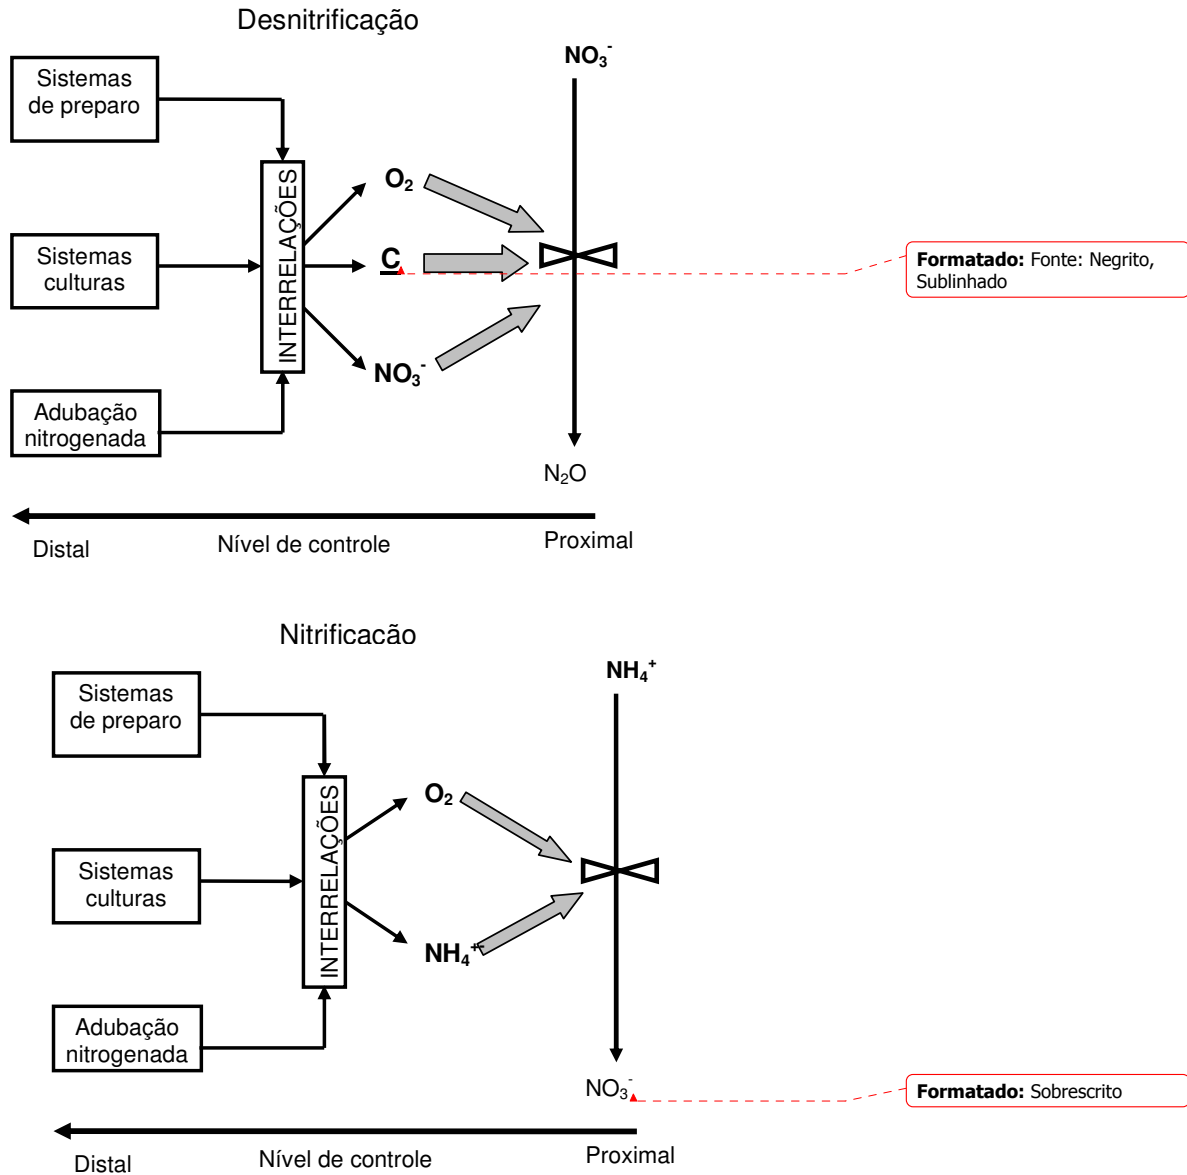 Desnitrificação
NO₃⁻
Sistemas
de preparo
O₂
INTERRELAÇÕES
Sistemas
culturas
C
Formatado: Fonte: Negrito,
Sublinhado
NO₃⁻
Adubação
nitrogenada
N₂O
Distal
Nível de controle
Proximal
Nitrificação
NH₄⁺
Sistemas
de preparo
O₂
INTERRELAÇÕES
Sistemas
culturas
NH₄⁺
Adubação
nitrogenada
NO₃⁻
Formatado: Sobrescrito
Distal
Nível de controle
Proximal